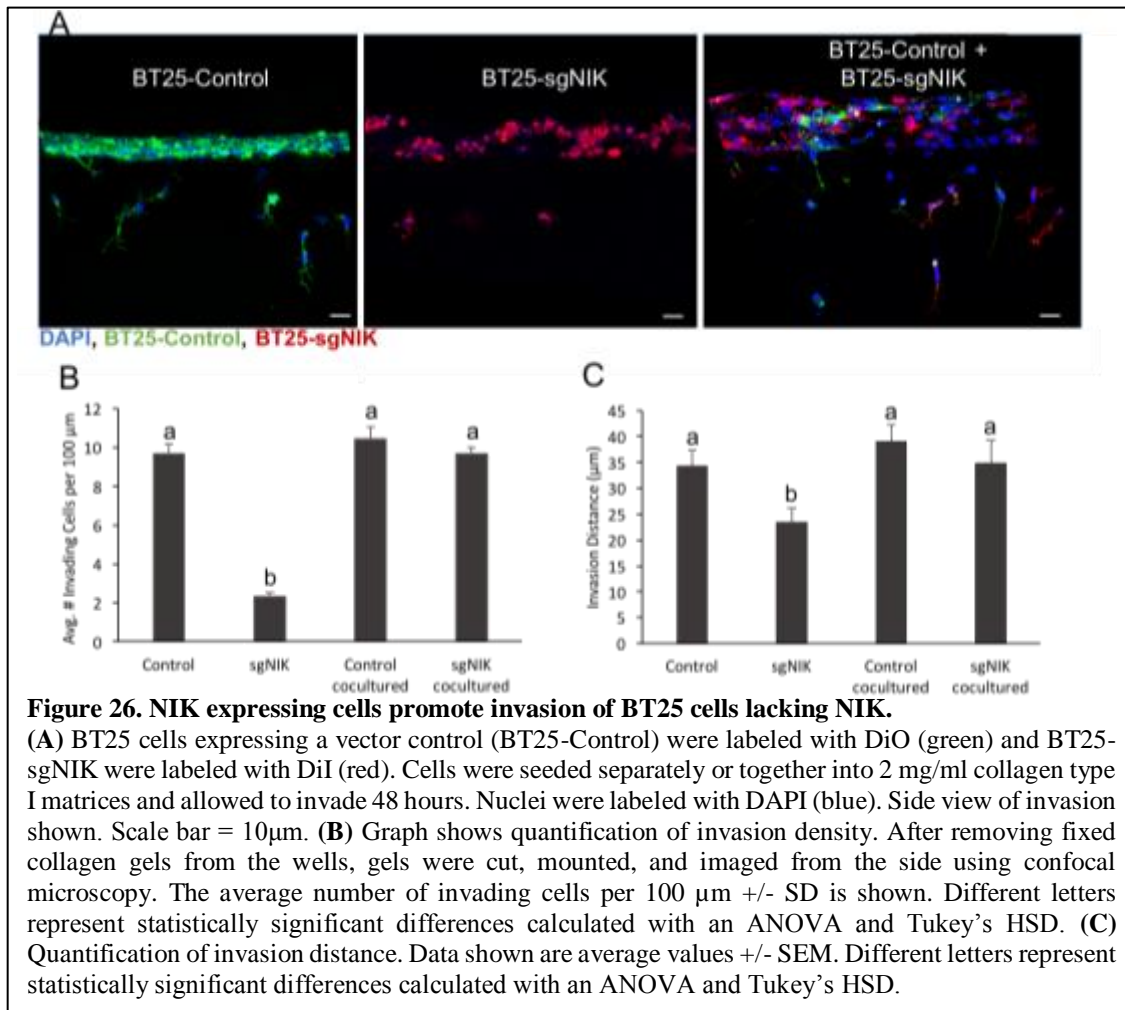 A
BT25-Control
BT25-sgNIK
BT25-Control +
BT25-sgNIK
DAPI, BT25-Control, BT25-sgNIK
B
Avg. # Invading Cells per 100 µm
12
10
8
6
4
2
0
a
b
a
a
Control
sgNIK
Control
cocultured
sgNIK
cocultured
C
Invasion Distance (µm)
45
40
35
30
25
20
15
10
5
0
a
b
a
a
Control
sgNIK
Control
cocultured
sgNIK
cocultured
Figure 26. NIK expressing cells promote invasion of BT25 cells lacking NIK.
(A) BT25 cells expressing a vector control (BT25-Control) were labeled with DiO (green) and BT25-
sgNIK were labeled with DiI (red). Cells were seeded separately or together into 2 mg/ml collagen type
I matrices and allowed to invade 48 hours. Nuclei were labeled with DAPI (blue). Side view of invasion
shown. Scale bar = 10µm. (B) Graph shows quantification of invasion density. After removing fixed
collagen gels from the wells, gels were cut, mounted, and imaged from the side using confocal
microscopy. The average number of invading cells per 100 µm +/- SD is shown. Different letters
represent statistically significant differences calculated with an ANOVA and Tukey’s HSD. (C)
Quantification of invasion distance. Data shown are average values +/- SEM. Different letters represent
statistically significant differences calculated with an ANOVA and Tukey’s HSD.